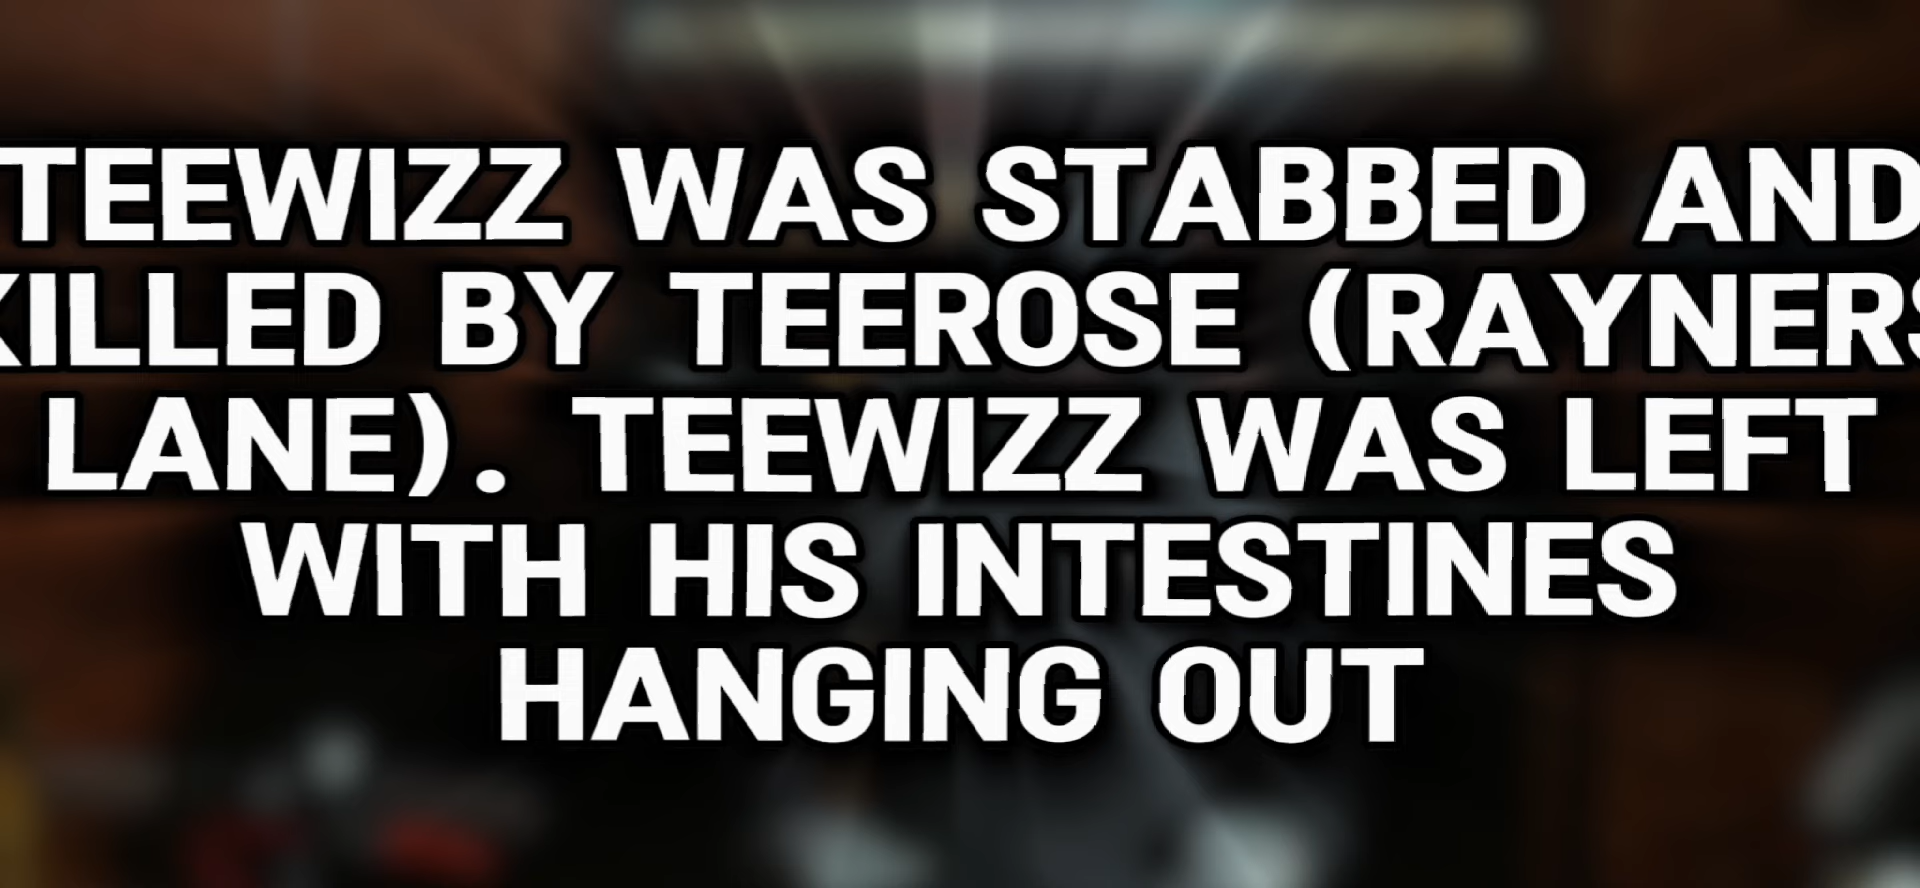 TEEWIZZ WAS STABBED AND
KILLED BY TEEROSE (RAYNERS
LANE). TEEWIZZ WAS LEFT
WITH HIS INTESTINES
HANGING OUT